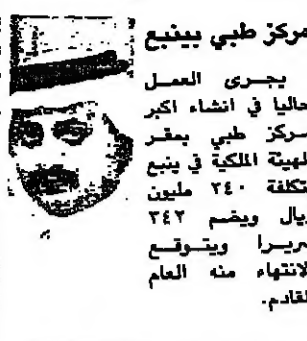 مركز طبي بينبع
يجرى العمل
حاليا في انشاء اكبر
مركز طبي بمقر
الهيئة الملكية في ينبع
بتكلفة ٣٤٠ مليون
ريال ويضم ٣٤٢
سريرا ويتوقع
الانتهاء منه العام
القادم.